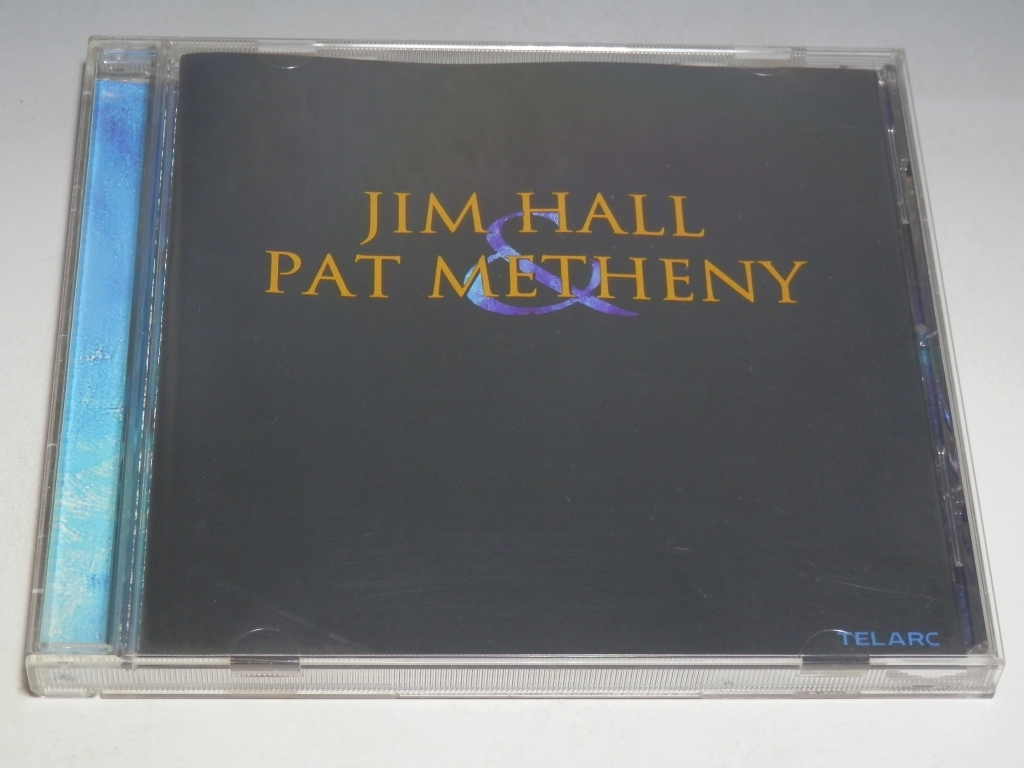 JIM HALL
&
PAT METHENY
TELARC